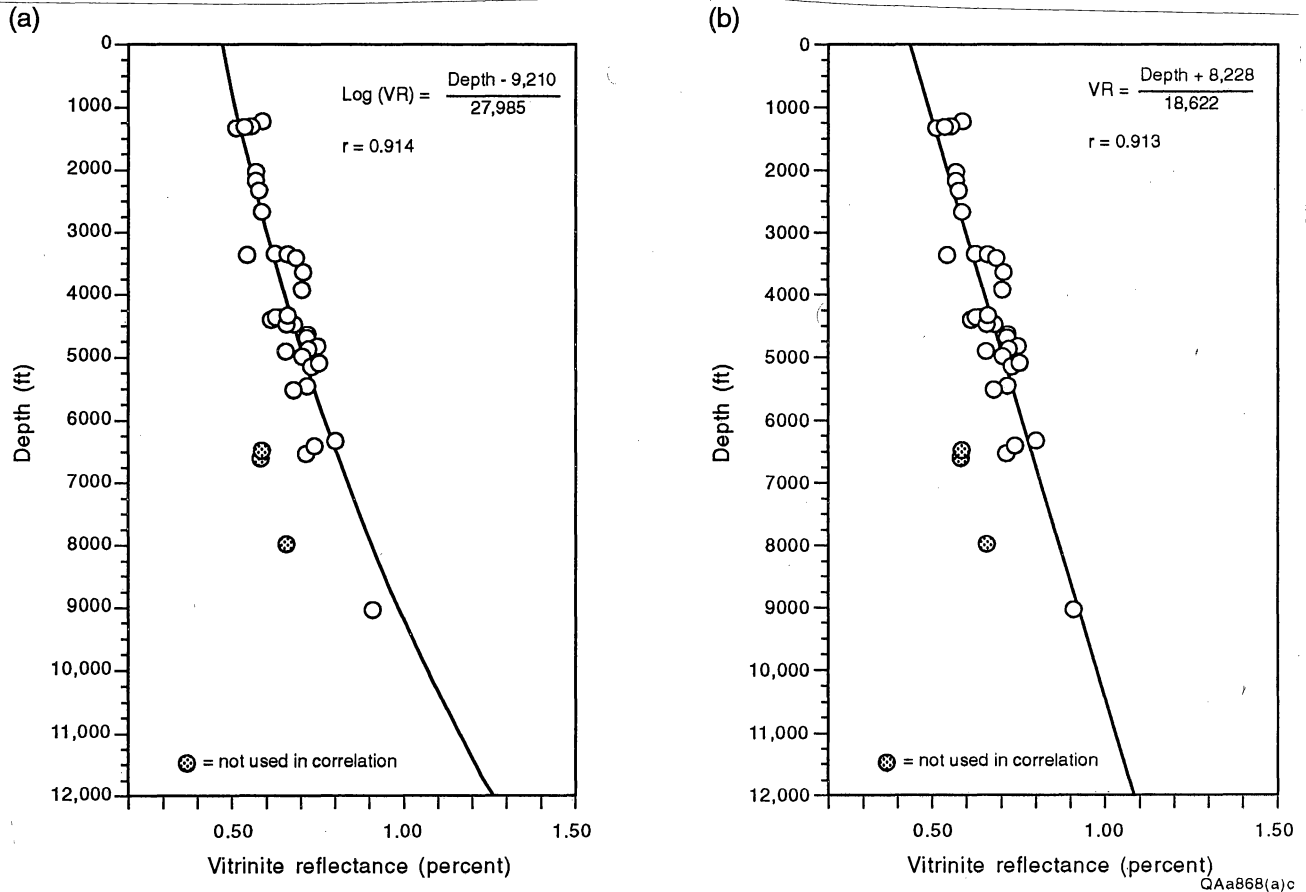 (a)
Log (VR) = Depth - 9,210
27,985
r = 0.914
0
1000
2000
3000
4000
5000
6000
7000
8000
9000
10,000
11,000
12,000
Depth (ft)
= not used in correlation
0.50 1.00 1.50
Vitrinite reflectance (percent)
(b)
VR = Depth + 8,228
18,622
r = 0.913
0
1000
2000
3000
4000
5000
6000
7000
8000
9000
10,000
11,000
12,000
Depth (ft)
= not used in correlation
0.50 1.00 1.50
Vitrinite reflectance (percent)
QAa868(a)c